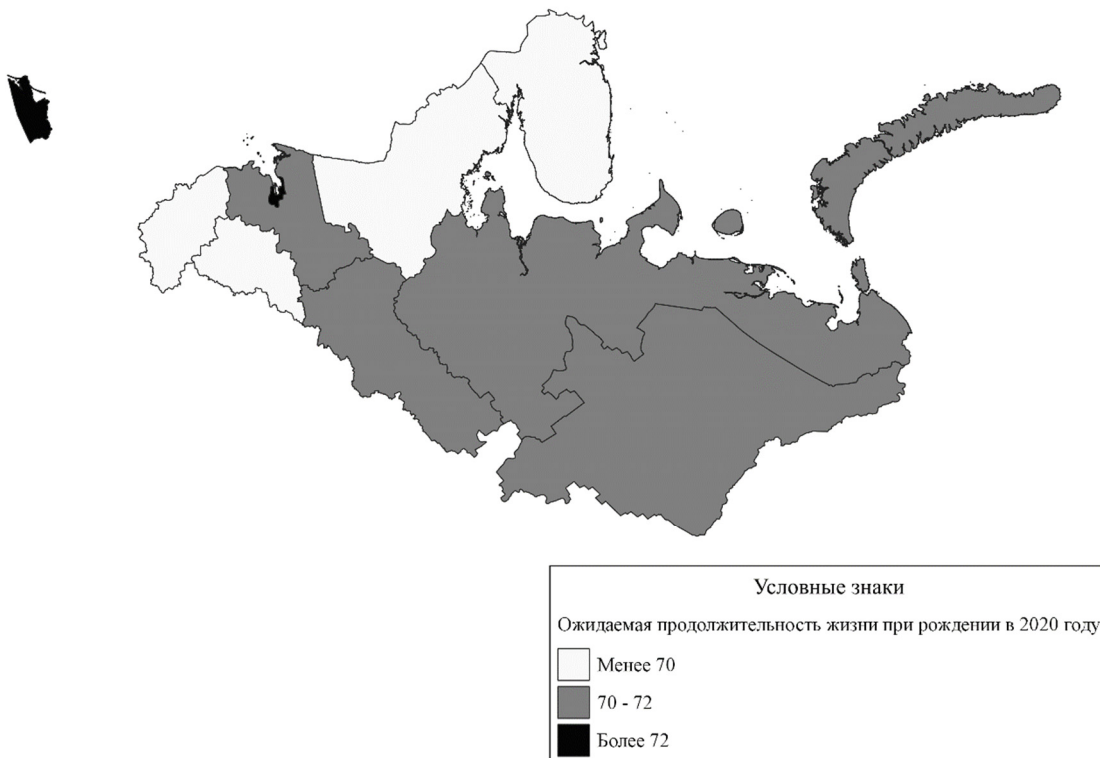 Условные знаки
Ожидаемая продолжительность жизни при рождении в 2020 году
Менее 70
70 - 72
Более 72